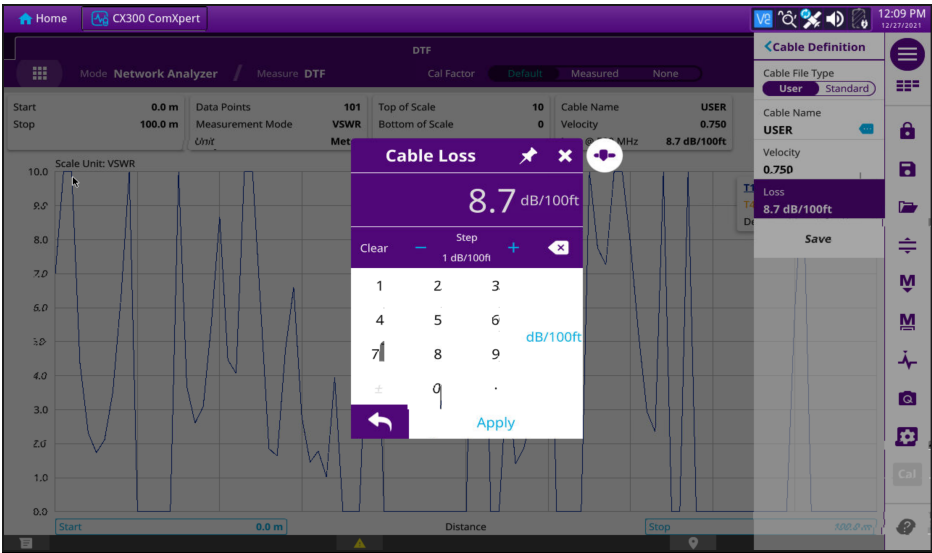 Home
CX300 ComXpert
12:09 PM
12/27/2021
DTF
Mode Network Analyzer / Measure DTF
Cal Factor Default Measured None
Start 0.0 m
Stop 100.0 m
Data Points 101
Measurement Mode VSWR
Unit
Top of Scale 10
Bottom of Scale 0
Cable Name USER
Velocity 0.750
MHz 8.7 dB/100ft
Scale Unit: VSWR
10.0
9.5
8.0
7.0
6.0
4.0
3.0
2.0
1.0
0.0
Start 0.0 m
Distance
Stop 100.0 m
Cable Loss
8.7 dB/100ft
Clear
−
Step
1 dB/100ft
+
1 2 3
4 5 6
7 8 9
± 0 .
dB/100ft
Apply
Cable Definition
Cable File Type
User Standard
Cable Name
USER
Velocity
0.750
Loss
8.7 dB/100ft
Save
M
M
Cal